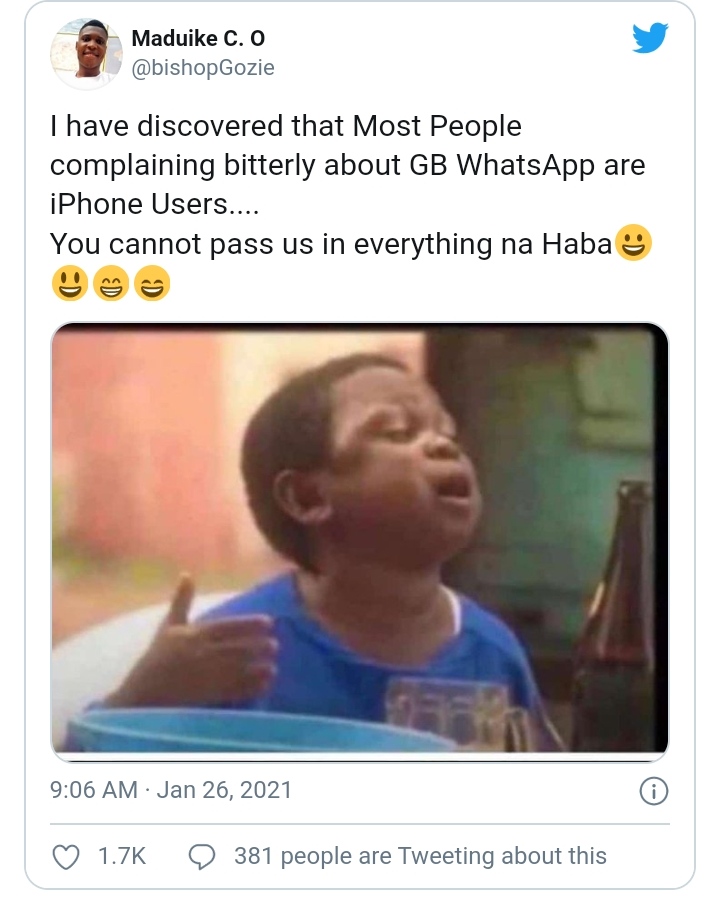 Maduike C. O
@bishopGozie
I have discovered that Most People
complaining bitterly about GB WhatsApp are
iPhone Users....
You cannot pass us in everything na Haba😀
😃😁😄
9:06 AM · Jan 26, 2021
1.7K 381 people are Tweeting about this